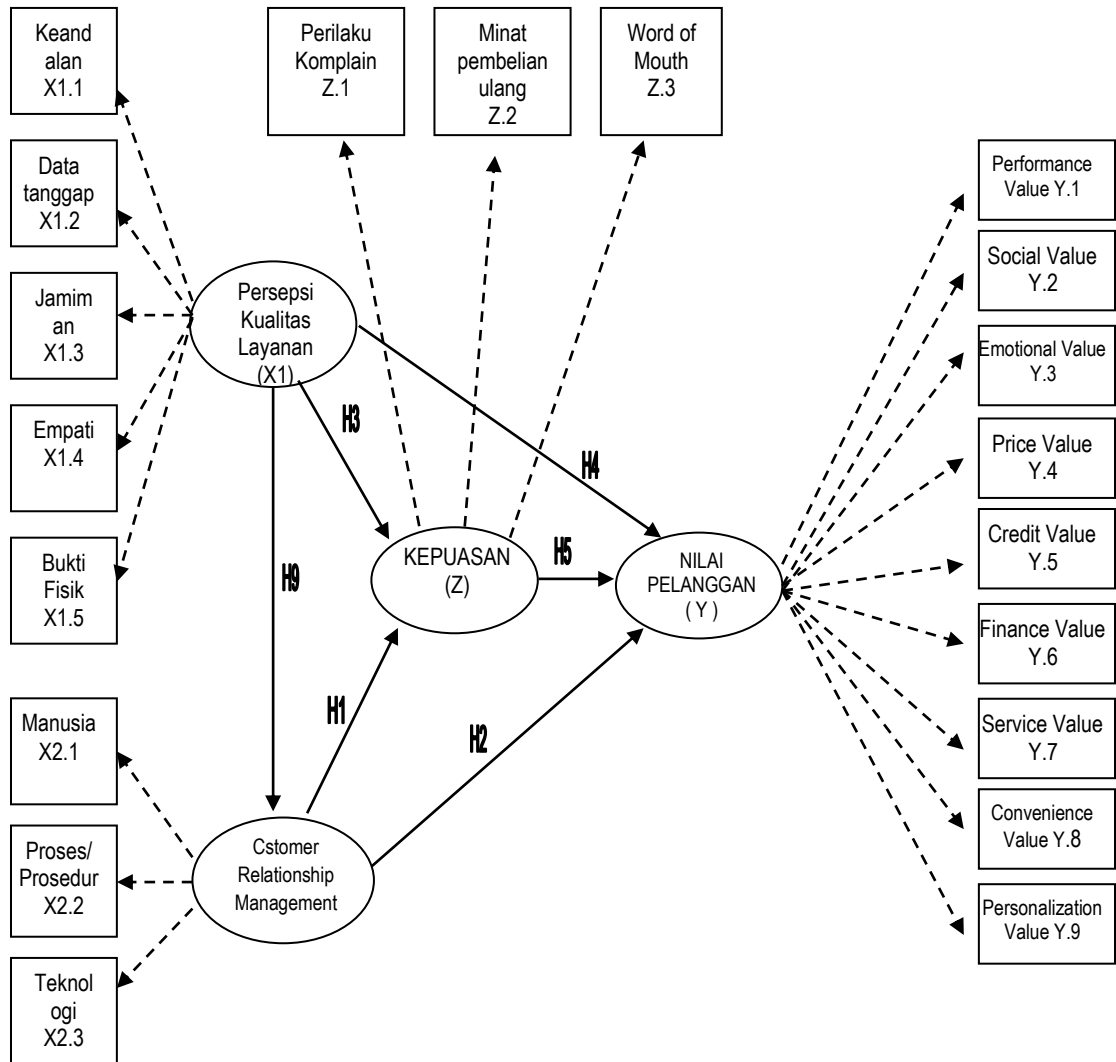 Keand
alan
X1.1
Perilaku
Komplain
Z.1
Minat
pembelian
ulang
Z.2
Word of
Mouth
Z.3
Data
tanggap
X1.2
Jamim
an
X1.3
Empati
X1.4
Bukti
Fisik
X1.5
Persepsi
Kualitas
Layanan
(X1)
H3
H4
H9
KEPUASAN
(Z)
H5
NILAI
PELANGGAN
( Y )
H1
H2
Manusia
X2.1
Proses/
Prosedur
X2.2
Teknol
ogi
X2.3
Cstomer
Relationship
Management
Performance
Value Y.1
Social Value
Y.2
Emotional Value
Y.3
Price Value
Y.4
Credit Value
Y.5
Finance Value
Y.6
Service Value
Y.7
Convenience
Value Y.8
Personalization
Value Y.9